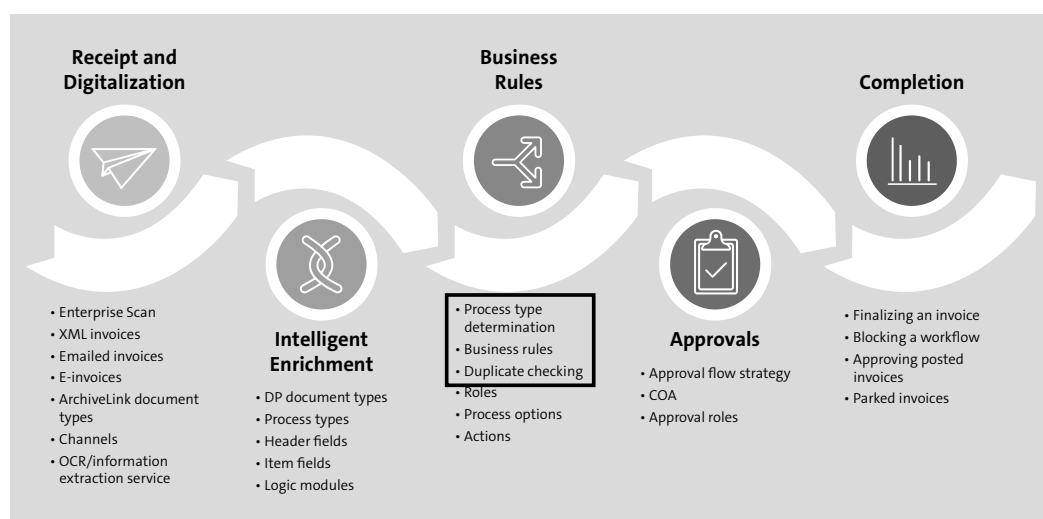 Receipt and
Digitalization
• Enterprise Scan
• XML invoices
• Emailed invoices
• E-invoices
• ArchiveLink document
types
• Channels
• OCR/information
extraction service
Intelligent
Enrichment
• DP document types
• Process types
• Header fields
• Item fields
• Logic modules
Business
Rules
• Process type
determination
• Business rules
• Duplicate checking
• Roles
• Process options
• Actions
Approvals
• Approval flow strategy
• COA
• Approval roles
Completion
• Finalizing an invoice
• Blocking a workflow
• Approving posted
invoices
• Parked invoices